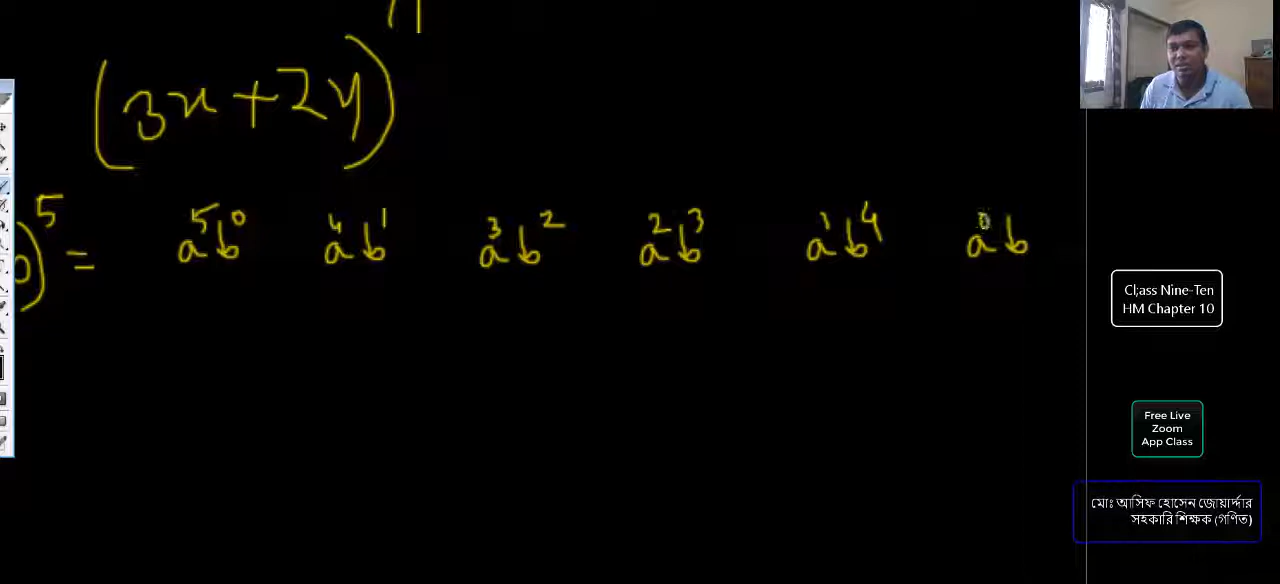 (3x+2y)
)⁵ = a⁵b⁰ a⁴b¹ a³b² a²b³ a¹b⁴ a⁰b
Cl;ass Nine-Ten
HM Chapter 10
Free Live
Zoom
App Class
মোঃ আসিফ হোসেন জোয়ার্দ্দার
সহকারি শিক্ষক (গণিত)